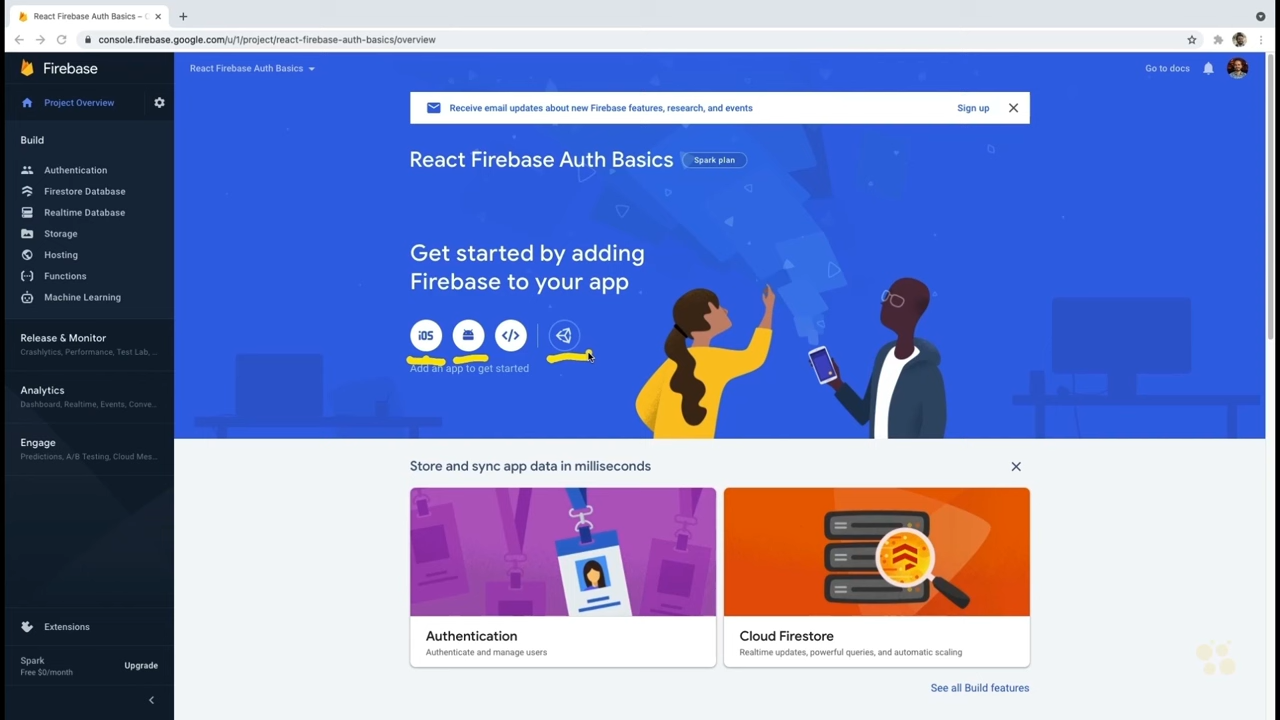 React Firebase Auth Basics – 
console.firebase.google.com/u/1/project/react-firebase-auth-basics/overview
Firebase
React Firebase Auth Basics
Go to docs
Project Overview
Receive email updates about new Firebase features, research, and events
Sign up
Build
React Firebase Auth Basics
Spark plan
Authentication
Firestore Database
Realtime Database
Storage
Hosting
Functions
Machine Learning
Get started by adding
Firebase to your app
iOS
</>
Add an app to get started
Release & Monitor
Crashlytics, Performance, Test Lab, ...
Analytics
Dashboard, Realtime, Events, Conve...
Engage
Predictions, A/B Testing, Cloud Mes...
Store and sync app data in milliseconds
Authentication
Authenticate and manage users
Cloud Firestore
Realtime updates, powerful queries, and automatic scaling
See all Build features
Extensions
Spark
Free $0/month
Upgrade